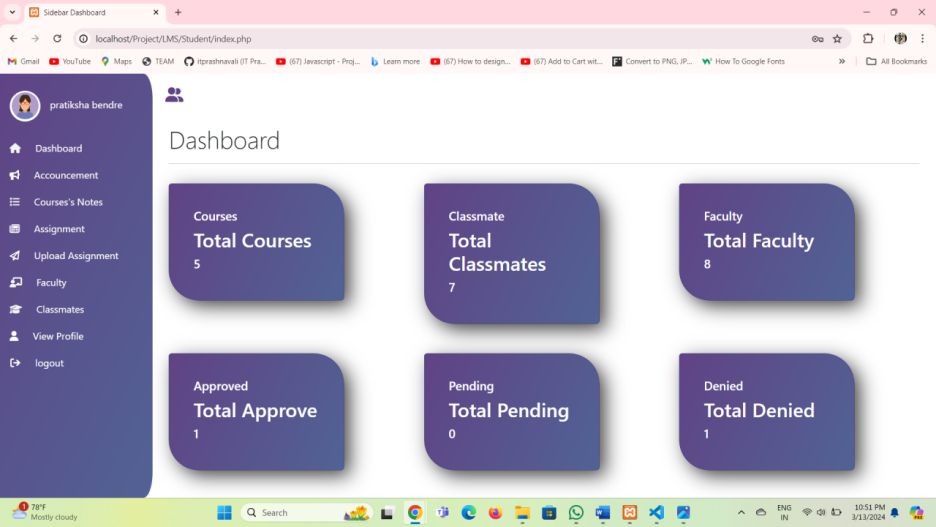 Sidebar Dashboard
localhost/Project/LMS/Student/index.php
Gmail YouTube Maps TEAM itprashnavali (IT Pra... (67) Javascript - Proj... Learn more (67) How to design... (67) Add to Cart wit... Convert to PNG, JP... How To Google Fonts » All Bookmarks
pratiksha bendre
Dashboard
Accouncement
Courses's Notes
Assignment
Upload Assignment
Faculty
Classmates
View Profile
logout
Dashboard
Courses
Total Courses
5
Classmate
Total
Classmates
7
Faculty
Total Faculty
8
Approved
Total Approve
1
Pending
Total Pending
0
Denied
Total Denied
1
1
78°F
Mostly cloudy
Search
ENG
IN
10:51 PM
3/13/2024